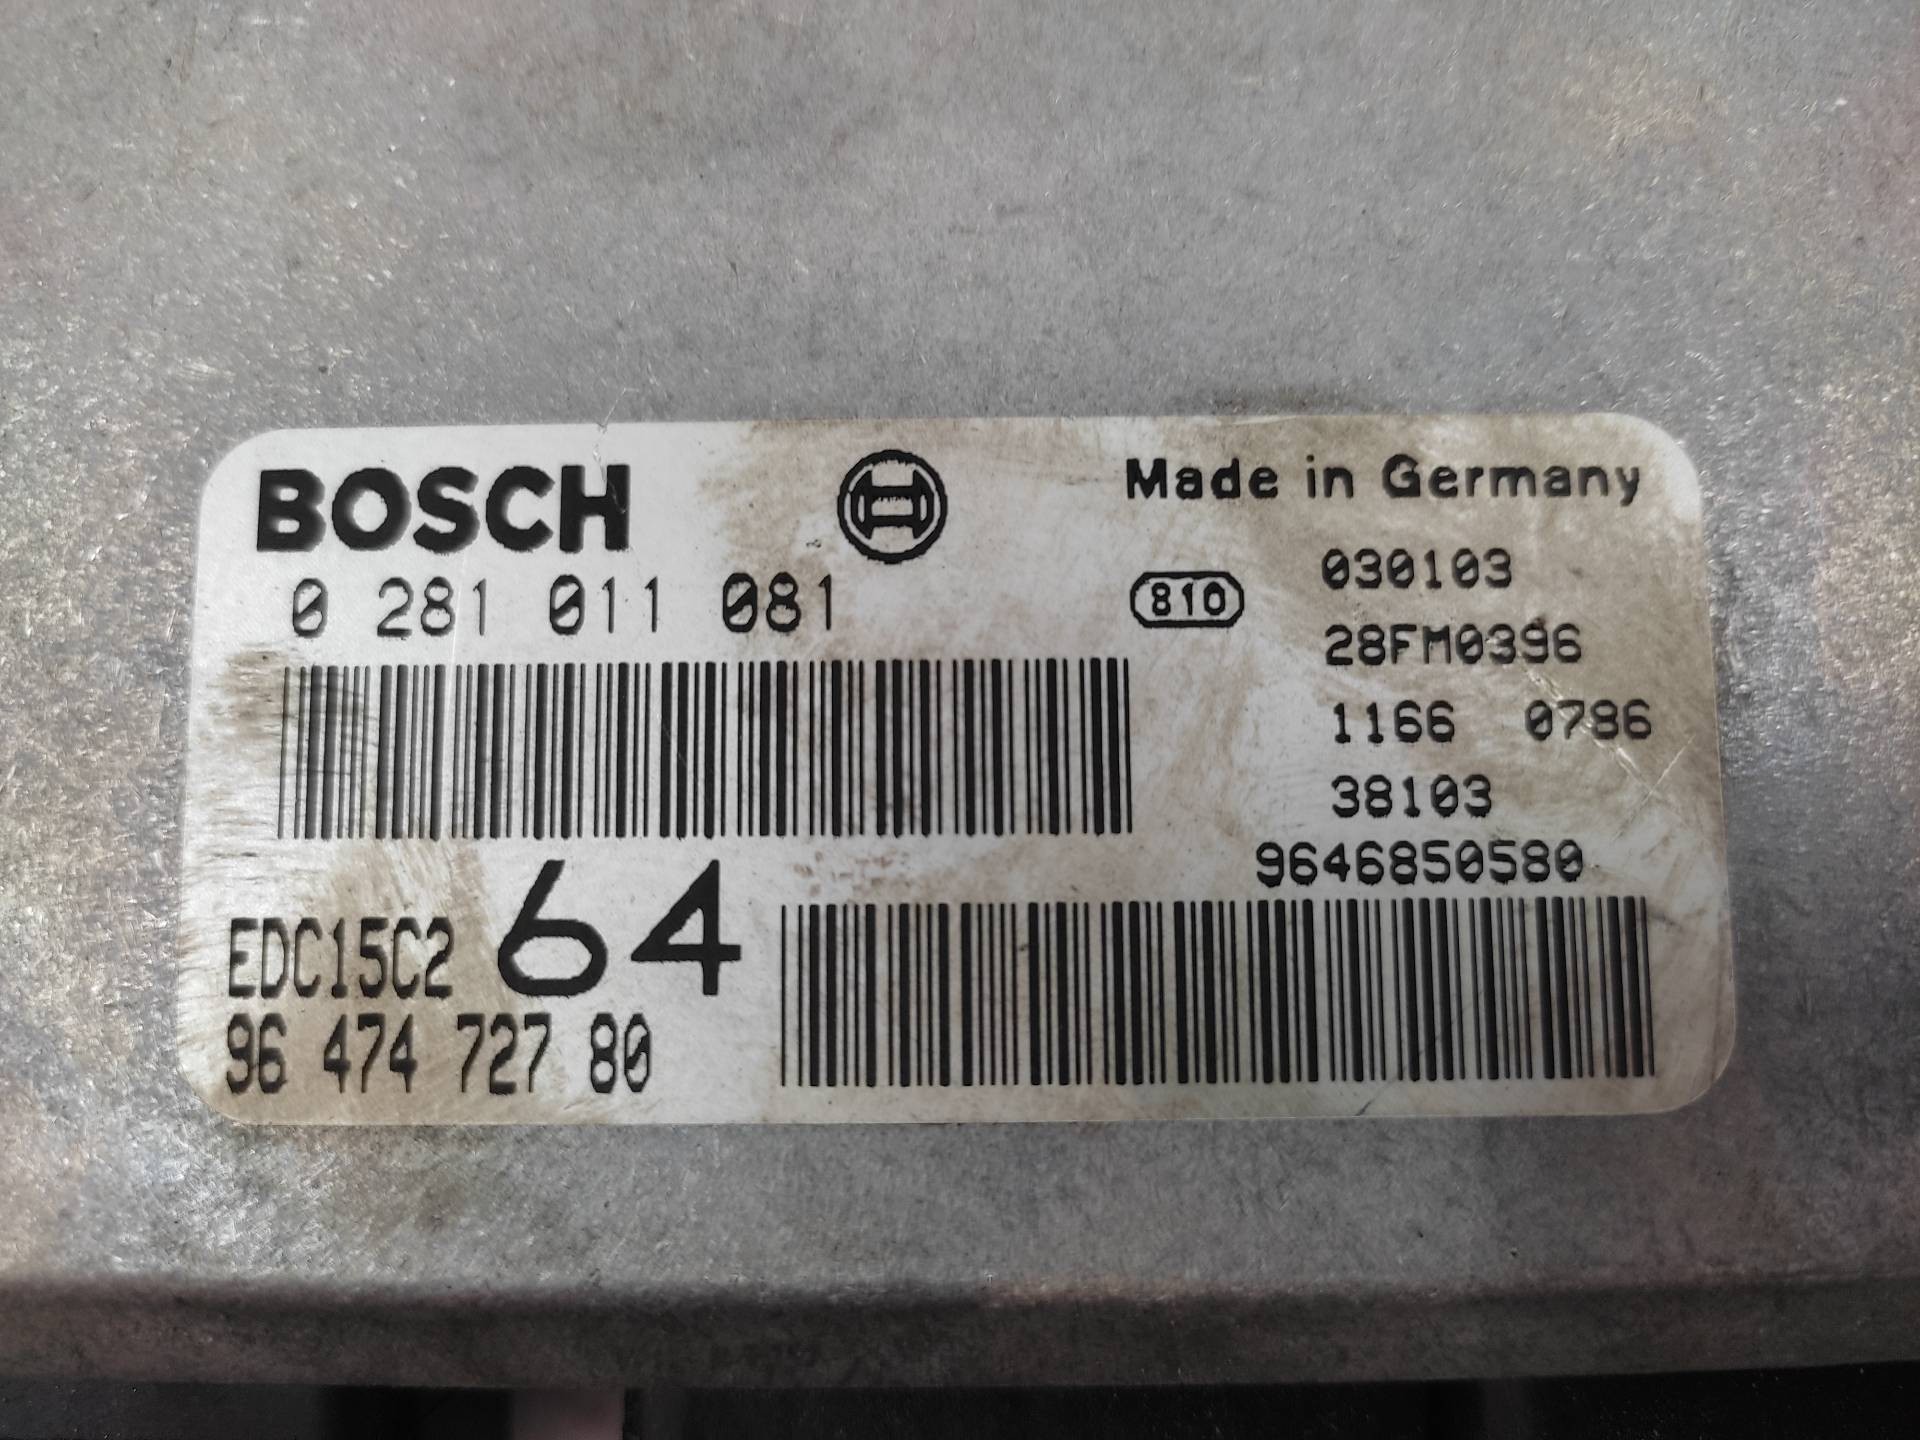 BOSCH
Made in Germany
0 281 011 081
810
030103
28FM0396
1166 0786
38103
9646850580
EDC15C2 64
96 474 727 80